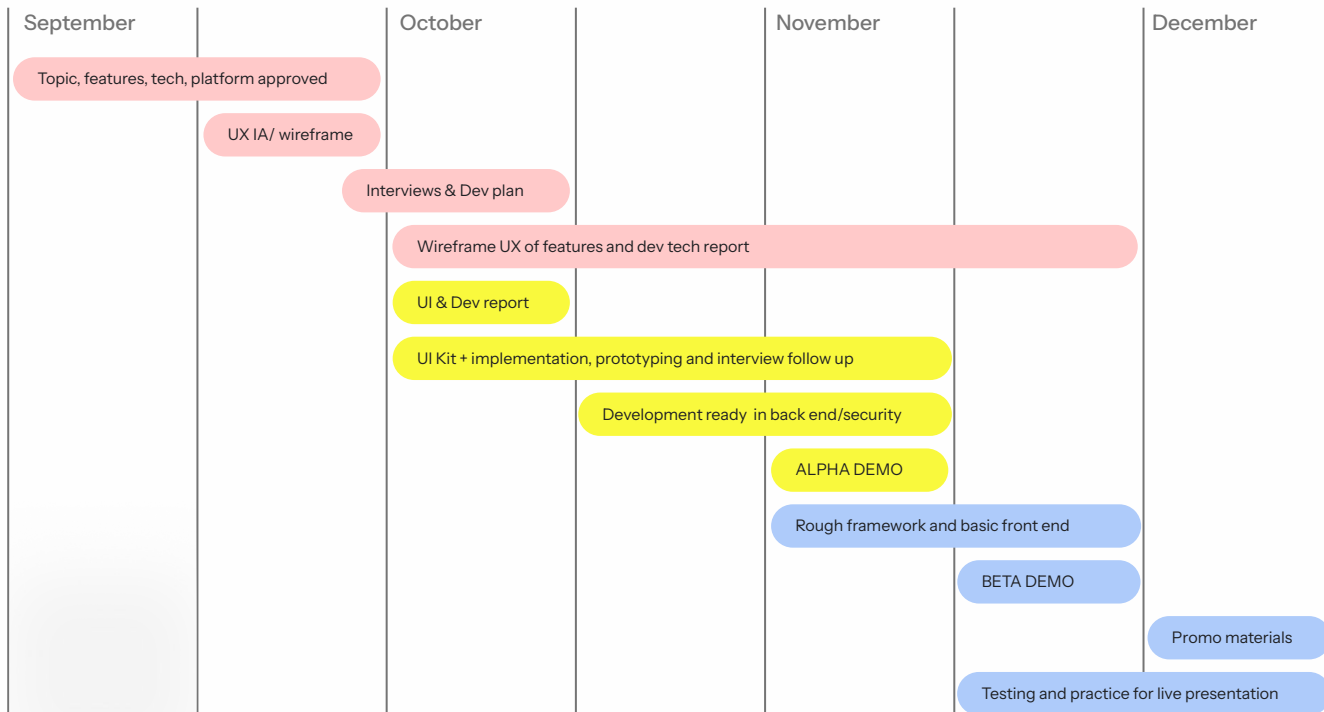 September
October
November
December
Topic, features, tech, platform approved
UX IA/ wireframe
Interviews & Dev plan
Wireframe UX of features and dev tech report
UI & Dev report
UI Kit + implementation, prototyping and interview follow up
Development ready  in back end/security
ALPHA DEMO
Rough framework and basic front end
BETA DEMO
Promo materials
Testing and practice for live presentation